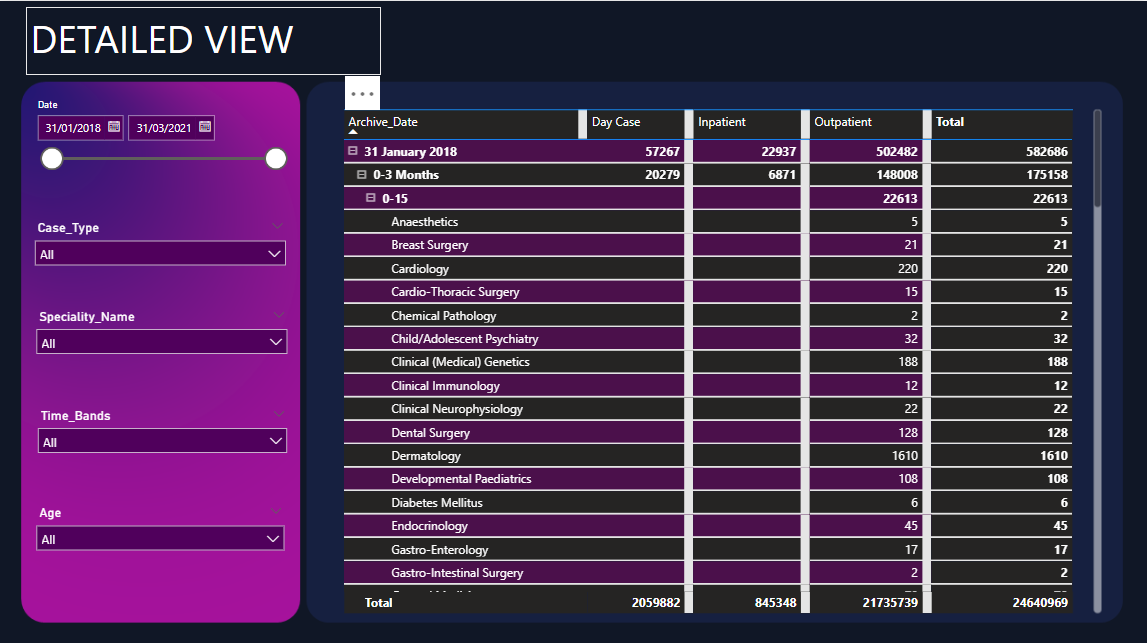 DETAILED VIEW
Date
31/01/2018 31/03/2021
Case_Type
All
Speciality_Name
All
Time_Bands
All
Age
All
Archive_Date Day Case Inpatient Outpatient Total
31 January 2018 57267 22937 502482 582686
0-3 Months 20279 6871 148008 175158
0-15 22613 22613
Anaesthetics 5 5
Breast Surgery 21 21
Cardiology 220 220
Cardio-Thoracic Surgery 15 15
Chemical Pathology 2 2
Child/Adolescent Psychiatry 32 32
Clinical (Medical) Genetics 188 188
Clinical Immunology 12 12
Clinical Neurophysiology 22 22
Dental Surgery 128 128
Dermatology 1610 1610
Developmental Paediatrics 108 108
Diabetes Mellitus 6 6
Endocrinology 45 45
Gastro-Enterology 17 17
Gastro-Intestinal Surgery 2 2
Total 2059882 845348 21735739 24640969